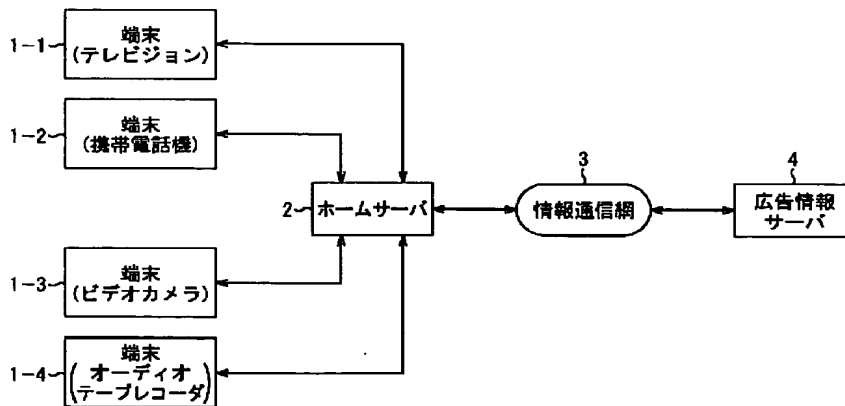 1-1
端末
(テレビジョン)
1-2
端末
(携帯電話機)
2
ホームサーバ
3
情報通信網
4
広告情報
サーバ
1-3
端末
(ビデオカメラ)
1-4
端末
(オーディオ
テープレコーダ)